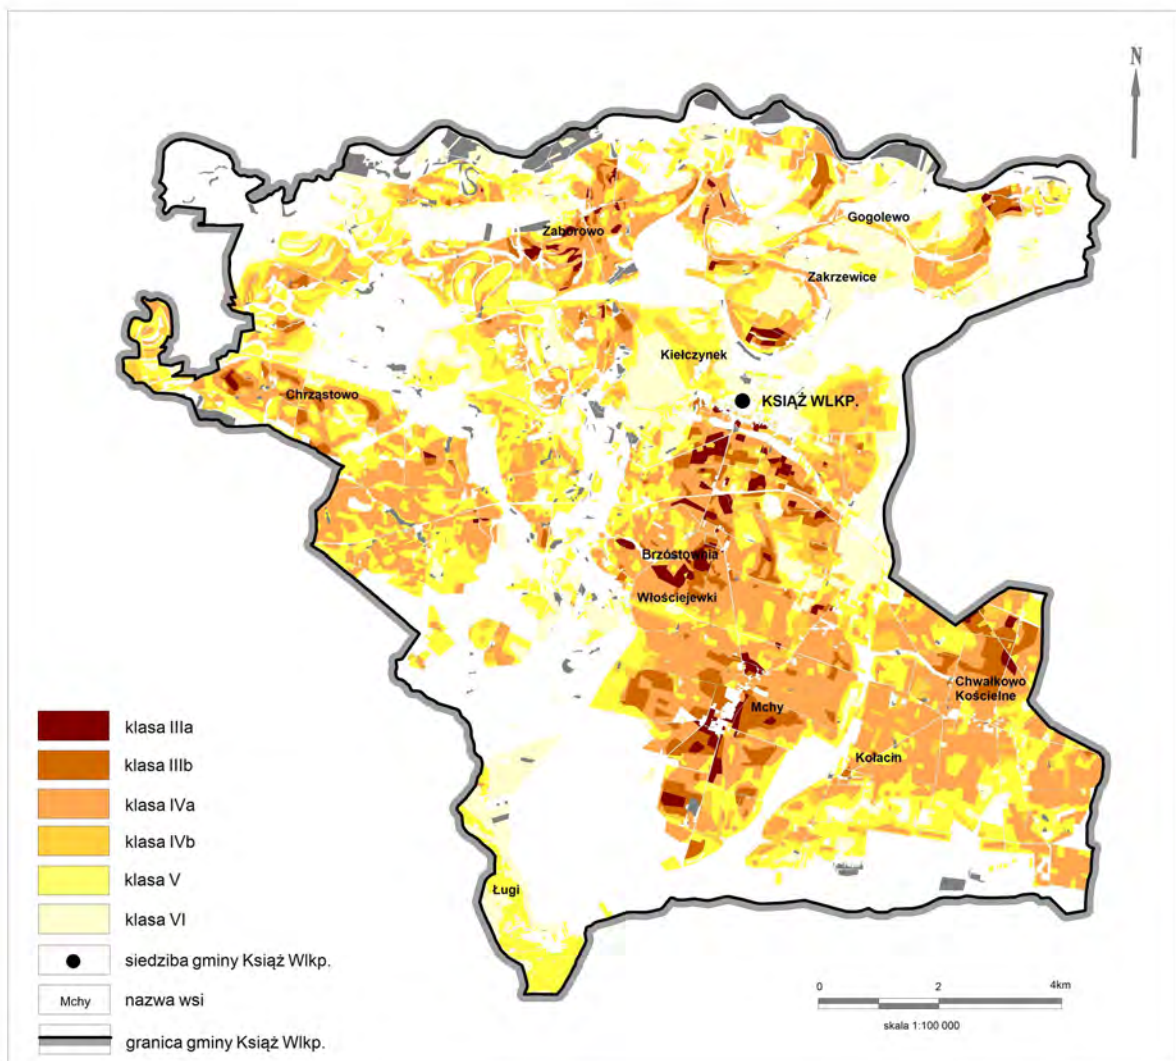 N
Gogolewo
Zaborowo
Zakrzewice
Kiełczynek
Chrząstowo
KSIĄŻ WLKP.
Brzóstownia
Włościejewki
Chwałkowo
Kościelne
Mchy
Kołacin
Ługi
klasa IIIa
klasa IIIb
klasa IVa
klasa IVb
klasa V
klasa VI
siedziba gminy Książ Wlkp.
Mchy nazwa wsi
granica gminy Książ Wlkp.
0 2 4km
skala 1:100 000